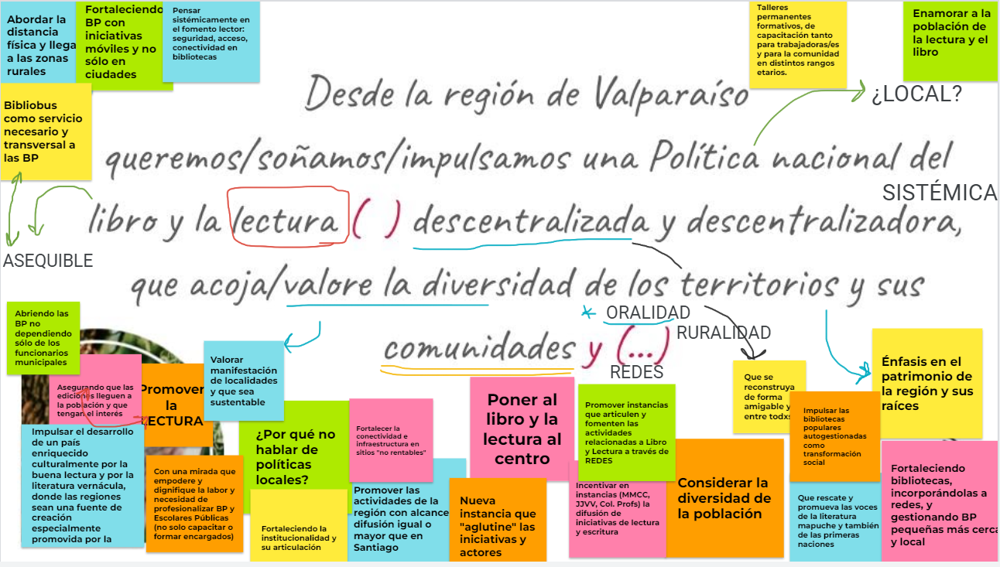 Abordar la
distancia
física y llega
a las zonas
rurales
Fortaleciendo
BP con
iniciativas
móviles y no
sólo en
ciudades
Pensar
sistémicamente en
el fomento lector:
seguridad, acceso,
conectividad en
bibliotecas
Talleres
permanentes
formativos, de
capacitación tanto
para trabajadoras/es
y para la comunidad
en distintos rangos
etarios.
Enamorar a la
población de
la lectura y el
libro
Bibliobus
como servicio
necesario y
transversal a
las BP
Desde la región de Valparaíso
¿LOCAL?
queremos/soñamos/impulsamos una Política nacional del
SISTÉMICA
libro y la lectura ( ) descentralizada y descentralizadora,
ASEQUIBLE
que acoja/valore la diversidad de los territorios y sus
* ORALIDAD
RURALIDAD
comunidades y (...)
REDES
Abriendo las
BP no
dependiendo
sólo de los
funcionarios
municipales
Asegurando que las
ediciones lleguen a
la población y que
tengan el interés
Promover
la
LECTURA
Valorar
manifestación
de localidades
y que sea
sustentable
Impulsar el desarrollo
de un país
enriquecido
culturalmente por la
buena lectura y por la
literatura vernácula,
donde las regiones
sean una fuente de
creación
especialmente
promovida por la
Con una mirada que
empodere y
dignifique la labor y
necesidad de
profesionalizar BP y
Escolares Públicas
(no solo capacitar o
formar encargados)
¿Por qué no
hablar de
políticas
locales?
Fortaleciendo la
institucionalidad y
su articulación
Fortalecer la
conectividad e
infraestructura en
sitios "no rentables"
Promover las
actividades de la
región con alcance
difusión igual o
mayor que en
Santiago
Nueva
instancia que
"aglutine" las
iniciativas y
actores
Poner al
libro y la
lectura al
centro
Promover instancias
que articulen y
fomenten las
actividades
relacionadas a Libro
y Lectura a través de
REDES
Incentivar en
instancias (MMCC,
JJVV, Col. Profs) la
difusión de
iniciativas de lectura
y escritura
Considerar la
diversidad de
la población
Que se
reconstruya
de forma
amigable y
entre todxs
Impulsar las
bibliotecas
populares
autogestionadas
como
transformación
social
Énfasis en el
patrimonio de
la región y sus
raíces
Que rescate y
promueva las voces
de la literatura
mapuche y también
de las primeras
naciones
Fortaleciendo
bibliotecas,
incorporándolas a
redes, y
gestionando BP
pequeñas más cerca
y local